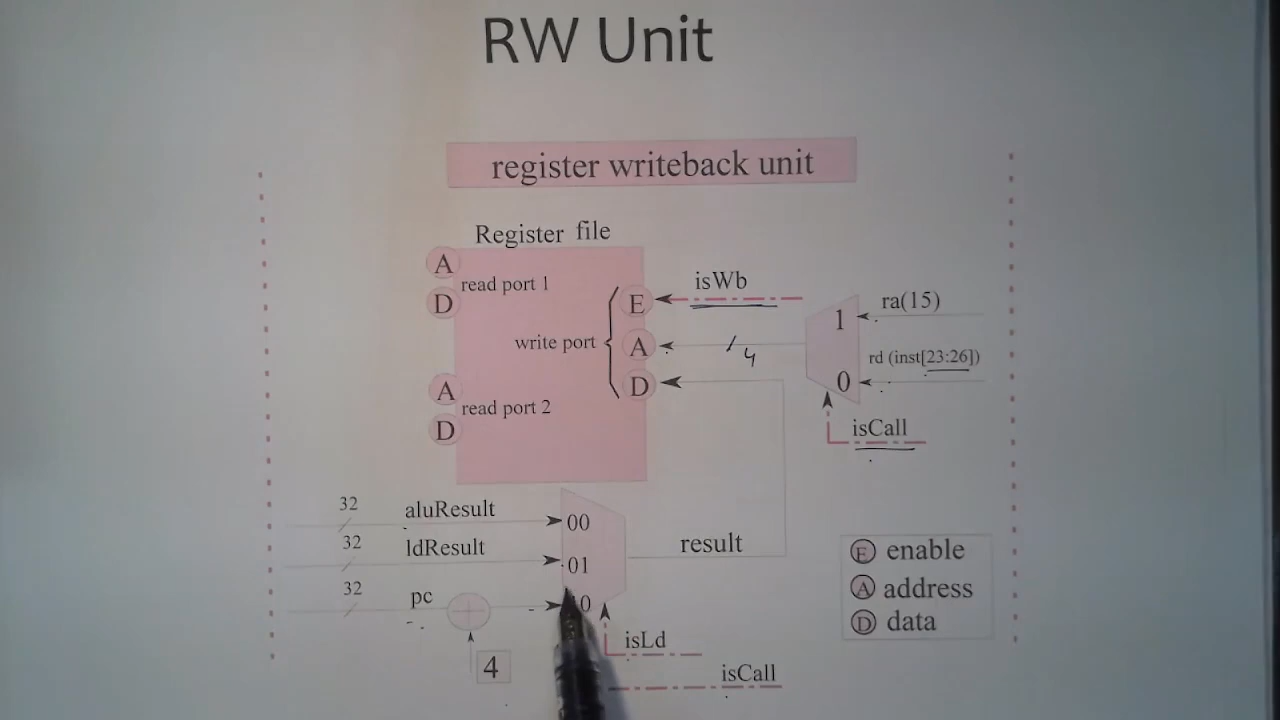 RW Unit
register writeback unit
Register file
A
read port 1
D
write port
E
A
D
isWb
4
1
ra(15)
rd (inst[23:26])
0
isCall
A
read port 2
D
32
aluResult
00
32
ldResult
01
result
32
pc
0
4
isLd
isCall
E enable
A address
D data